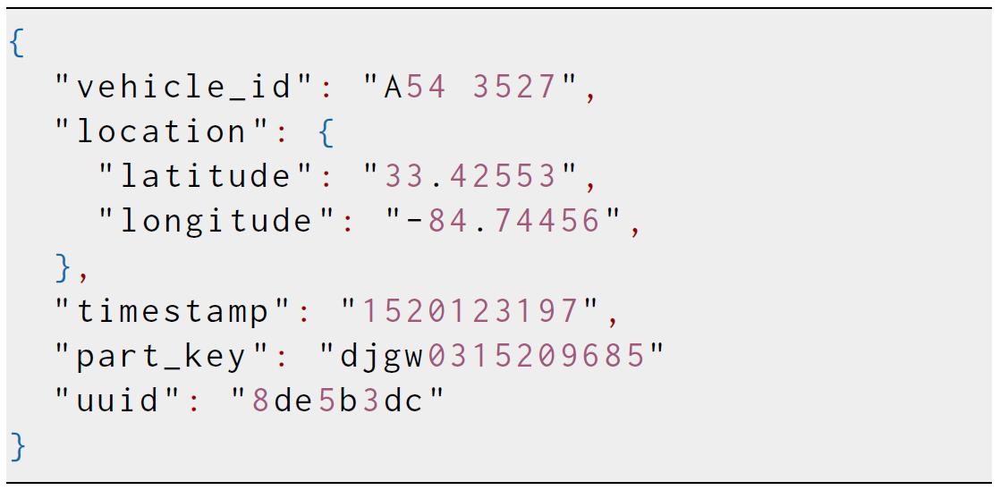 {
  "vehicle_id": "A54 3527",
  "location": {
    "latitude": "33.42553",
    "longitude": "-84.74456",
  },
  "timestamp": "1520123197",
  "part_key": "djgw0315209685"
  "uuid": "8de5b3dc"
}